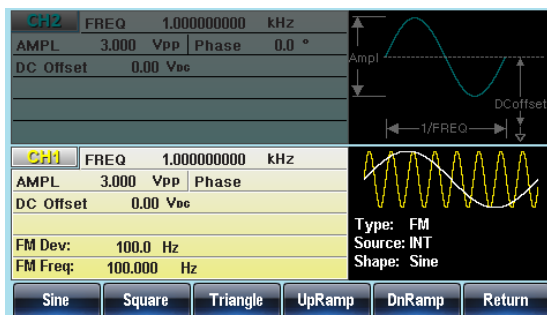 CH2 FREQ 1.000000000 kHz
AMPL 3.000 Vpp Phase 0.0 °
DC Offset 0.00 VDC
Ampl
DCoffset
1/FREQ
CH1 FREQ 1.000000000 kHz
AMPL 3.000 Vpp Phase
DC Offset 0.00 VDC
FM Dev: 100.0 Hz
FM Freq: 100.000 Hz
Type: FM
Source: INT
Shape: Sine
Sine Square Triangle UpRamp DnRamp Return